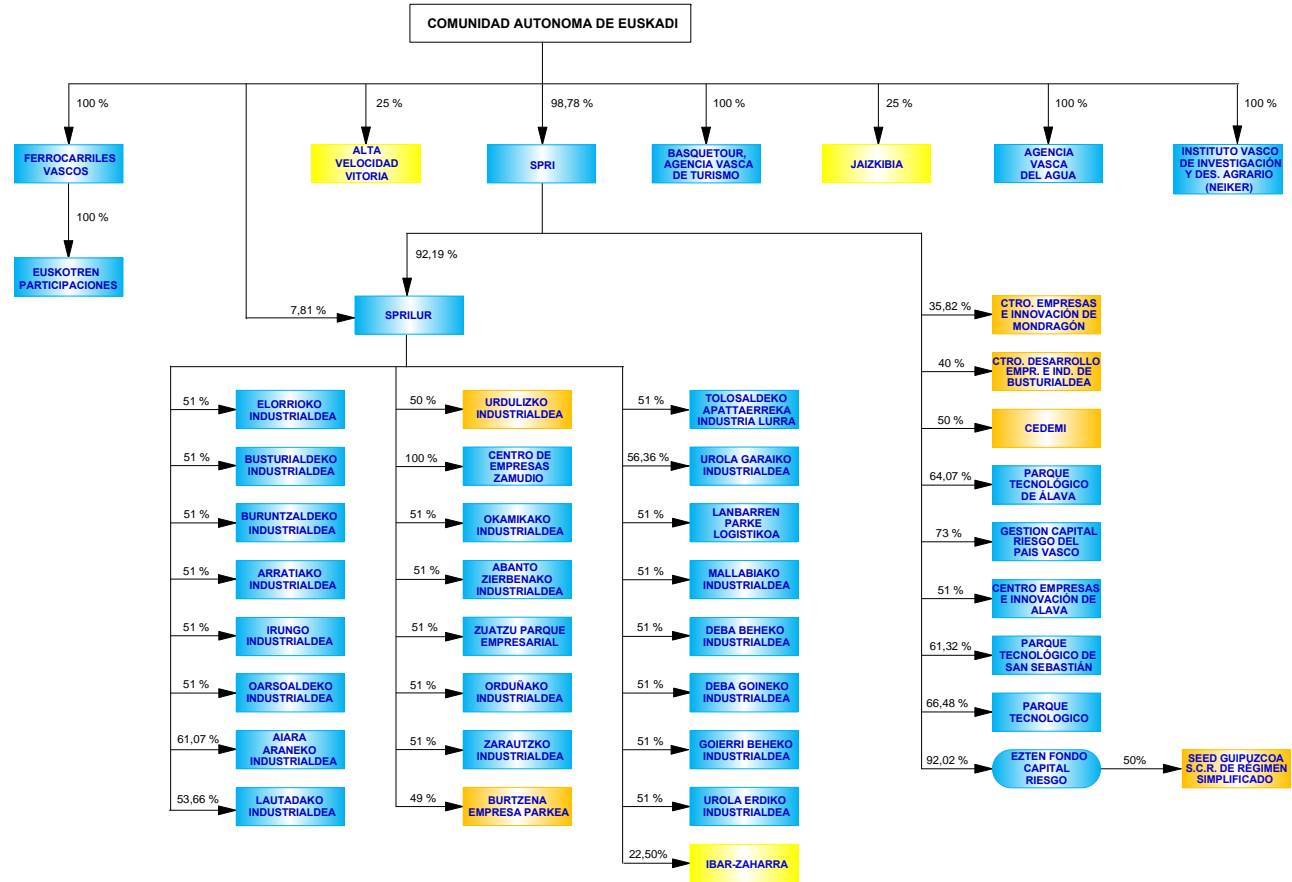 COMUNIDAD AUTONOMA DE EUSKADI
100 %
25 %
98,78 %
100 %
25 %
100 %
100 %
FERROCARRILES
VASCOS
ALTA
VELOCIDAD
VITORIA
SPRI
BASQUETOUR,
AGENCIA VASCA
DE TURISMO
JAIZKIBIA
AGENCIA
VASCA
DEL AGUA
INSTITUTO VASCO
DE INVESTIGACIÓN
Y DES. AGRARIO
(NEIKER)
100 %
EUSKOTREN
PARTICIPACIONES
92,19 %
7,81 %
SPRILUR
51 %
ELORRIOKO
INDUSTRIALDEA
51 %
BUSTURIALDEKO
INDUSTRIALDEA
51 %
BURUNTZALDEKO
INDUSTRIALDEA
51 %
ARRATIAKO
INDUSTRIALDEA
51 %
IRUNGO
INDUSTRIALDEA
51 %
OARSOALDEKO
INDUSTRIALDEA
61,07 %
AIARA
ARANEKO
INDUSTRIALDEA
53,66 %
LAUTADAKO
INDUSTRIALDEA
50 %
URDULIZKO
INDUSTRIALDEA
100 %
CENTRO DE
EMPRESAS
ZAMUDIO
51 %
OKAMIKAKO
INDUSTRIALDEA
51 %
ABANTO
ZIERBENAKO
INDUSTRIALDEA
51 %
ZUATZU PARQUE
EMPRESARIAL
51 %
ORDUÑAKO
INDUSTRIALDEA
51 %
ZARAUTZKO
INDUSTRIALDEA
49 %
BURTZENA
EMPRESA PARKEA
51 %
TOLOSALDEKO
APATTAERREKA
INDUSTRIA LURRA
56,36 %
UROLA GARAIKO
INDUSTRIALDEA
51 %
LANBARREN
PARKE
LOGISTIKOA
51 %
MALLABIAKO
INDUSTRIALDEA
51 %
DEBA BEHEKO
INDUSTRIALDEA
51 %
DEBA GOINEKO
INDUSTRIALDEA
51 %
GOIERRI BEHEKO
INDUSTRIALDEA
51 %
UROLA ERDIKO
INDUSTRIALDEA
22,50%
IBAR-ZAHARRA
35,82 %
CTRO. EMPRESAS
E INNOVACIÓN DE
MONDRAGÓN
40 %
CTRO. DESARROLLO
EMPR. E IND. DE
BUSTURIALDEA
50 %
CEDEMI
64,07 %
PARQUE
TECNOLÓGICO
DE ÁLAVA
73 %
GESTION CAPITAL
RIESGO DEL
PAIS VASCO
51 %
CENTRO EMPRESAS
E INNOVACIÓN DE
ALAVA
61,32 %
PARQUE
TECNOLÓGICO DE
SAN SEBASTIÁN
66,48 %
PARQUE
TECNOLOGICO
92,02 %
EZTEN FONDO
CAPITAL
RIESGO
50%
SEED GUIPUZCOA
S.C.R. DE RÉGIMEN
SIMPLIFICADO